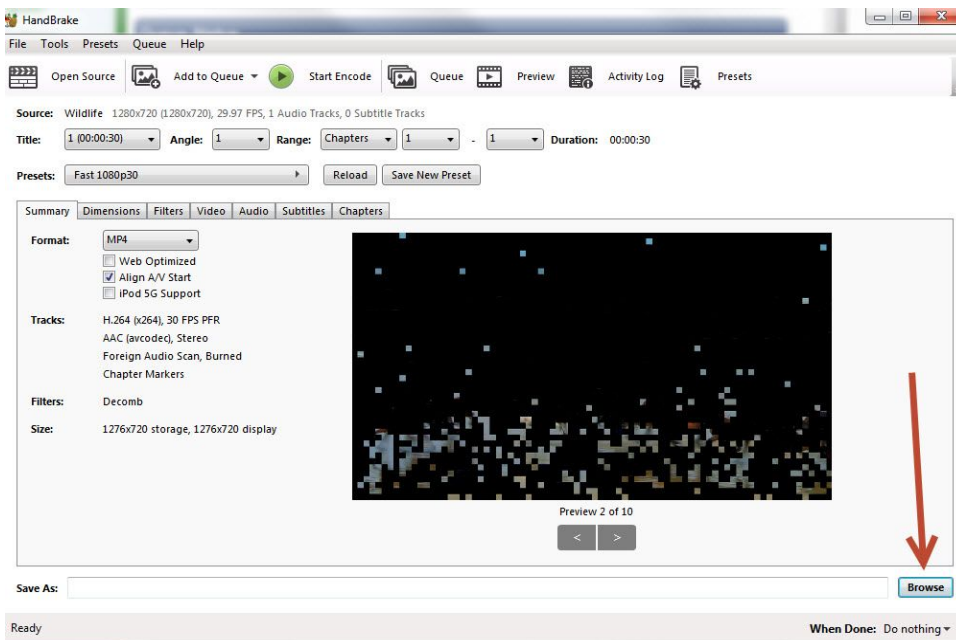 HandBrake
File Tools Presets Queue Help
Open Source Add to Queue Start Encode Queue Preview Activity Log Presets
Source: Wildlife 1280x720 (1280x720), 29.97 FPS, 1 Audio Tracks, 0 Subtitle Tracks
Title: 1 (00:00:30) Angle: 1 Range: Chapters 1 - 1 Duration: 00:00:30
Presets: Fast 1080p30 Reload Save New Preset
Summary Dimensions Filters Video Audio Subtitles Chapters
Format: MP4
Web Optimized
Align A/V Start
iPod 5G Support
Tracks: H.264 (x264), 30 FPS PFR
AAC (avcodec), Stereo
Foreign Audio Scan, Burned
Chapter Markers
Filters: Decomb
Size: 1276x720 storage, 1276x720 display
Preview 2 of 10
< >
Save As: Browse
Ready When Done: Do nothing